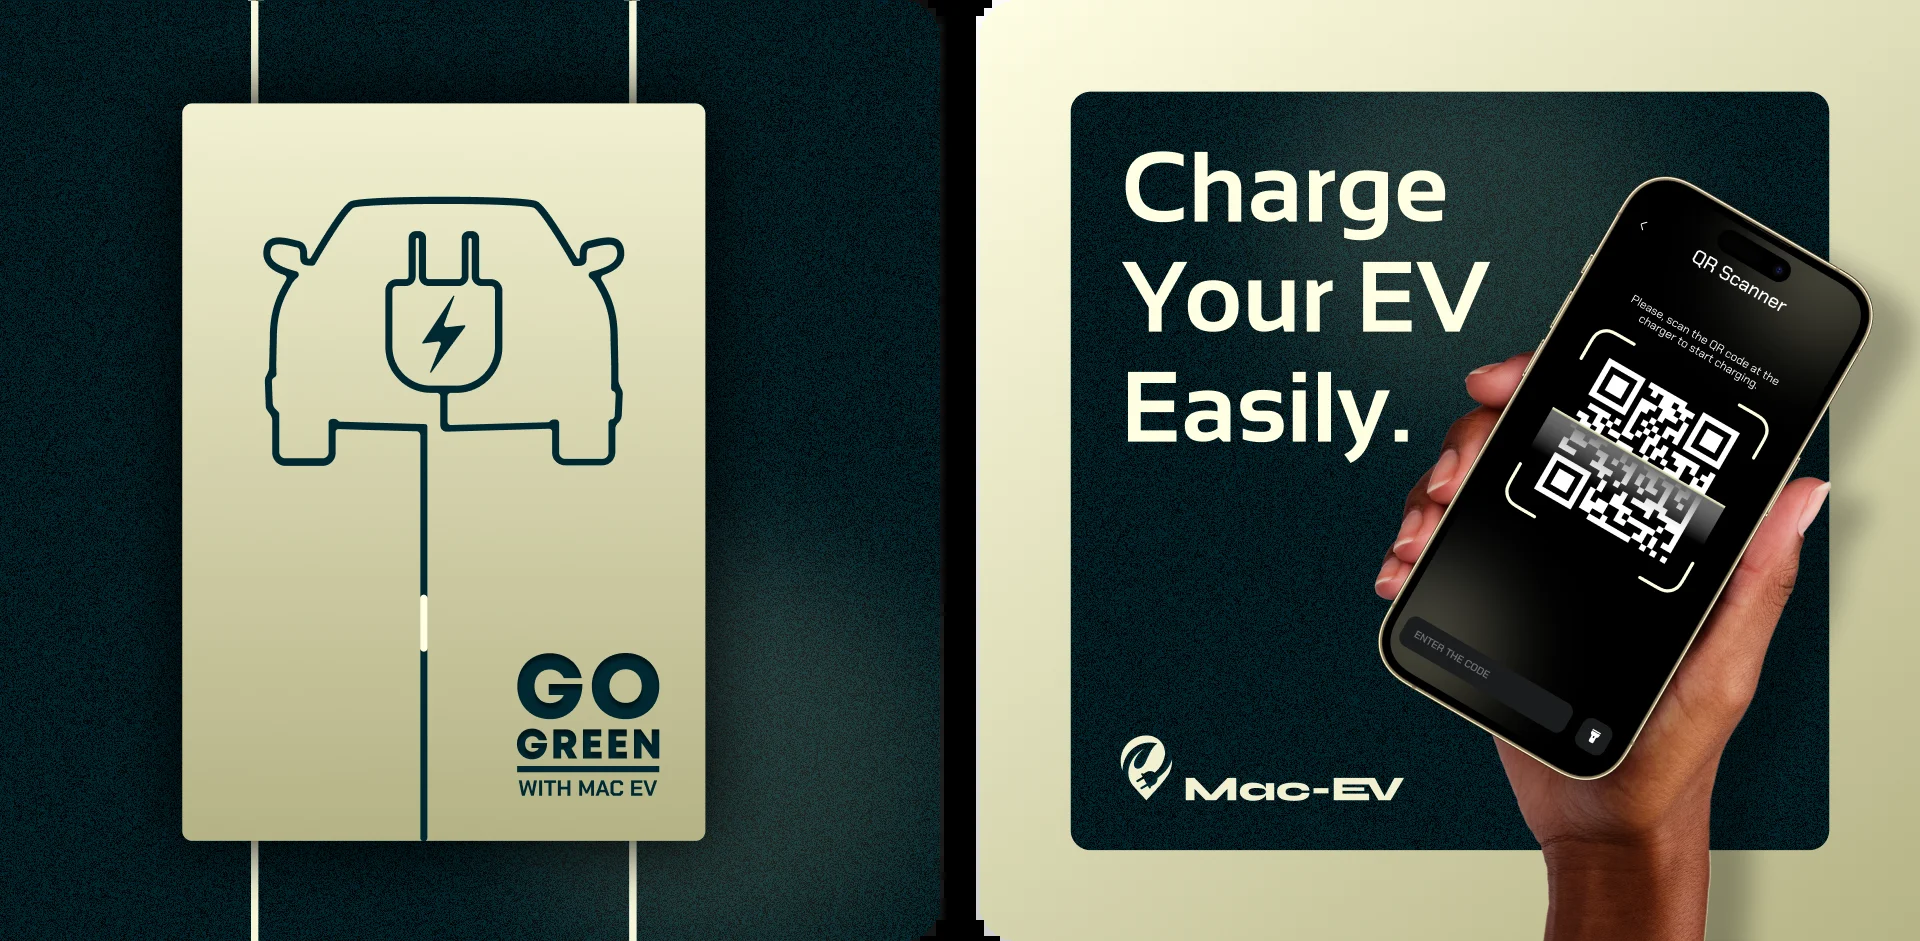 GO
GREEN
WITH MAC EV
Charge
Your EV
Easily.
QR Scanner
Please, scan the QR code at the
charger to start charging.
ENTER THE CODE
Mac-EV